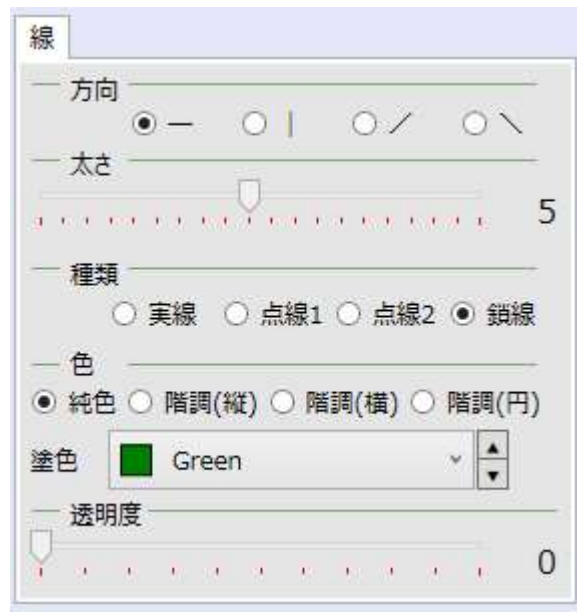 線
方向
太さ
5
種類
実線 点線1 点線2 鎖線
色
純色 階調(縦) 階調(横) 階調(円)
塗色 Green
透明度
0